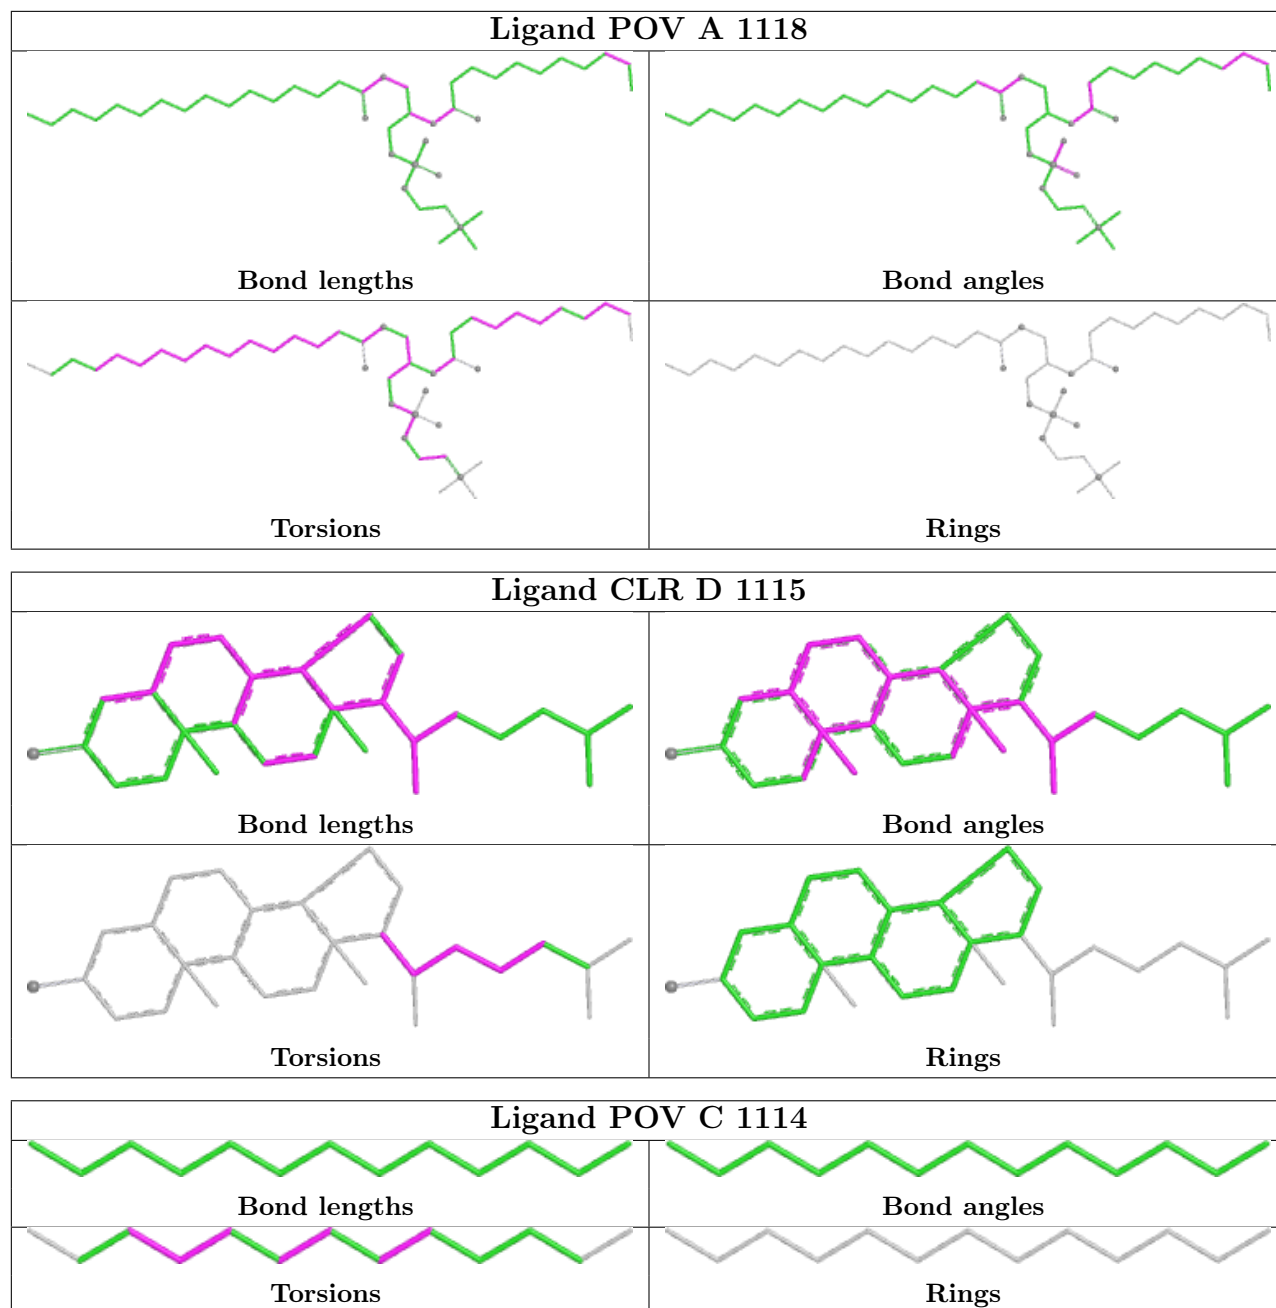 Ligand POV A 1118
Bond lengths
Bond angles
Torsions
Rings
Ligand CLR D 1115
Bond lengths
Bond angles
Torsions
Rings
Ligand POV C 1114
Bond lengths
Bond angles
Torsions
Rings